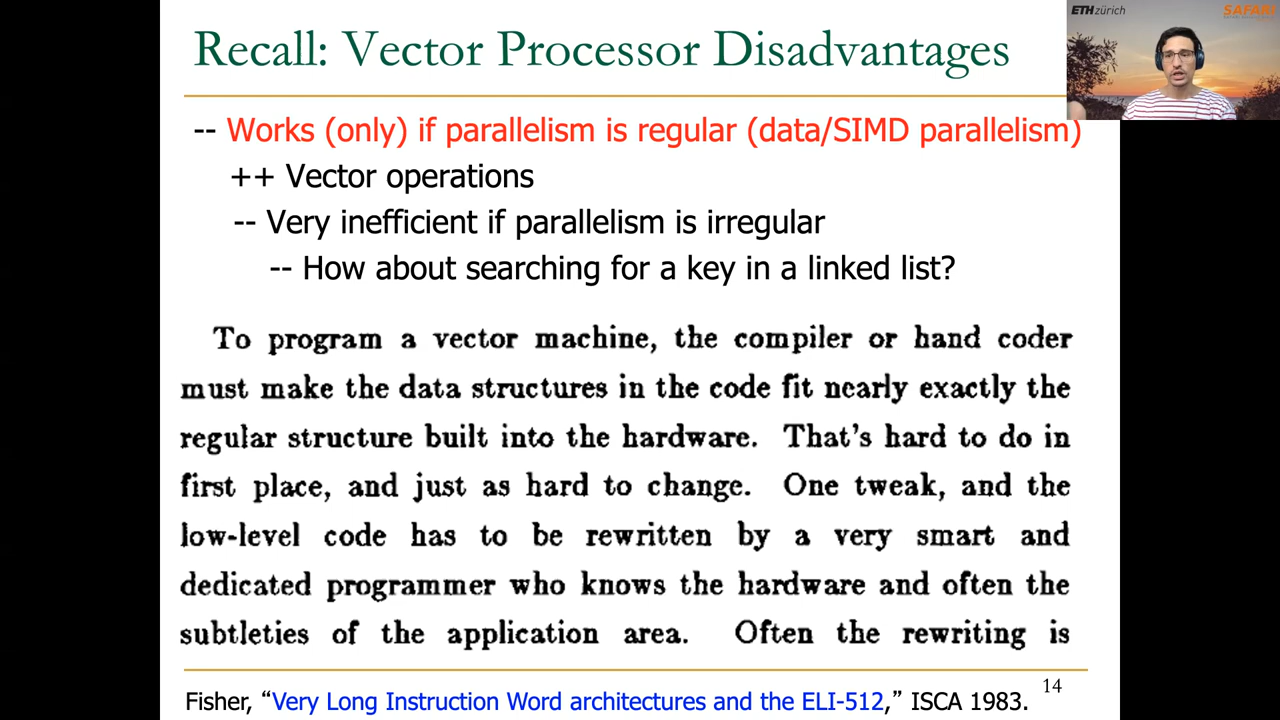 ETHzürich
SAFARI
Recall: Vector Processor Disadvantages
-- Works (only) if parallelism is regular (data/SIMD parallelism)
++ Vector operations
-- Very inefficient if parallelism is irregular
-- How about searching for a key in a linked list?
To program a vector machine, the compiler or hand coder
must make the data structures in the code fit nearly exactly the
regular structure built into the hardware. That's hard to do in
first place, and just as hard to change. One tweak, and the
low-level code has to be rewritten by a very smart and
dedicated programmer who knows the hardware and often the
subtleties of the application area. Often the rewriting is
Fisher, “Very Long Instruction Word architectures and the ELI-512,” ISCA 1983.
14